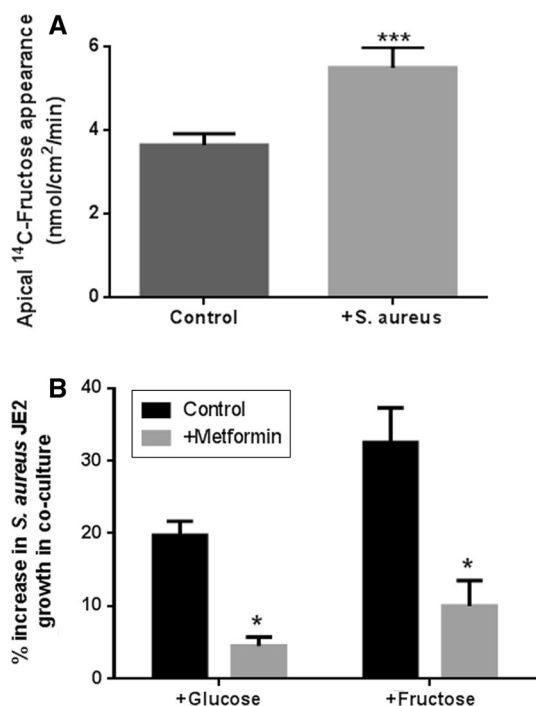 A
Apical ¹⁴C-Fructose appearance
(nmol/cm²/min)
6
4
2
0
***
Control
+S. aureus
B
% increase in S. aureus JE2
growth in co-culture
40
30
20
10
0
Control
+Metformin
*
*
+Glucose
+Fructose